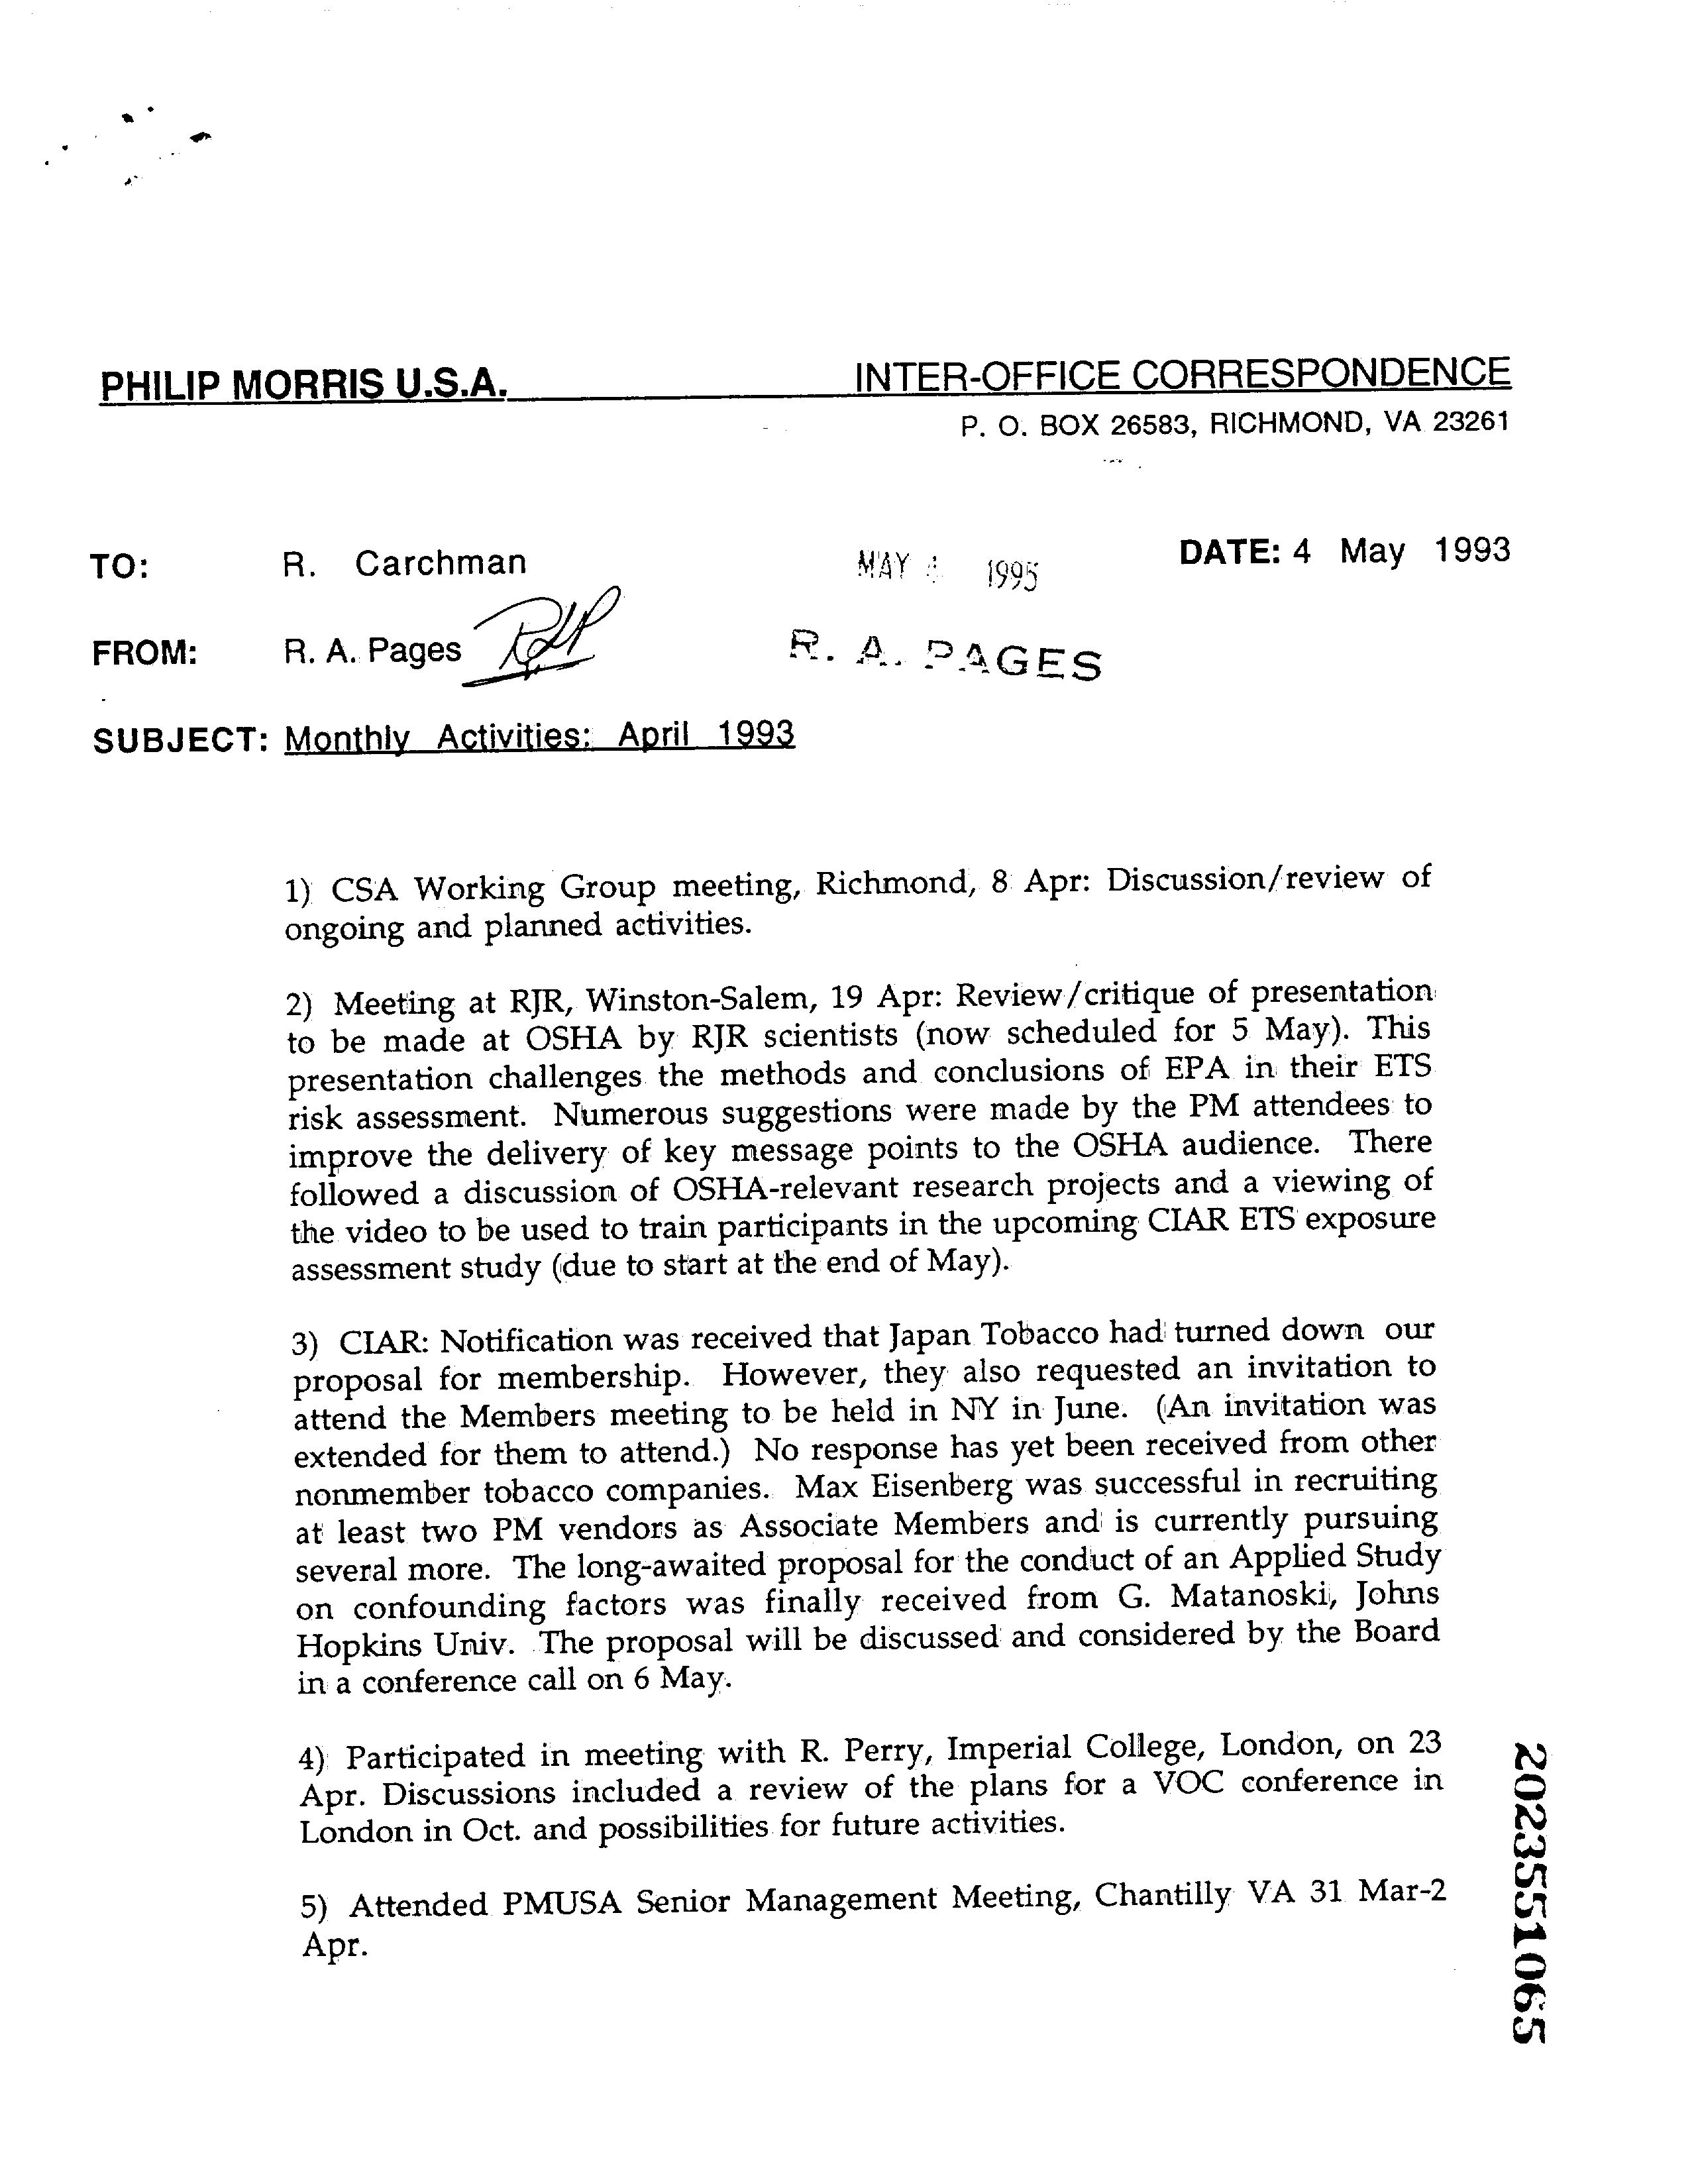 PHILIP MORRIS U.S.A. INTER-OFFICE CORRESPONDENCE
P. O. BOX 26583, RICHMOND, VA 23261
TO: R. Carchman MAY 1995 DATE: 4 May 1993
FROM: R. A. Pages R. A. PAGES
SUBJECT: Monthly Activities: April 1993
1) CSA Working Group meeting, Richmond, 8 Apr: Discussion/review of
ongoing and planned activities.
2) Meeting at RJR, Winston-Salem, 19 Apr: Review/critique of presentation
to be made at OSHA by RJR scientists (now scheduled for 5 May). This
presentation challenges the methods and conclusions of EPA in their ETS
risk assessment. Numerous suggestions were made by the PM attendees to
improve the delivery of key message points to the OSHA audience. There
followed a discussion of OSHA-relevant research projects and a viewing of
the video to be used to train participants in the upcoming CIAR ETS exposure
assessment study (due to start at the end of May).
3) CIAR: Notification was received that Japan Tobacco had turned down our
proposal for membership. However, they also requested an invitation to
attend the Members meeting to be held in NY in June. (An invitation was
extended for them to attend.) No response has yet been received from other
nonmember tobacco companies. Max Eisenberg was successful in recruiting
at least two PM vendors as Associate Members and is currently pursuing
several more. The long-awaited proposal for the conduct of an Applied Study
on confounding factors was finally received from G. Matanoski, Johns
Hopkins Univ. The proposal will be discussed and considered by the Board
in a conference call on 6 May.
4) Participated in meeting with R. Perry, Imperial College, London, on 23
Apr. Discussions included a review of the plans for a VOC conference in
London in Oct. and possibilities for future activities.
5) Attended PMUSA Senior Management Meeting, Chantilly VA 31 Mar-2
Apr.
2023551065